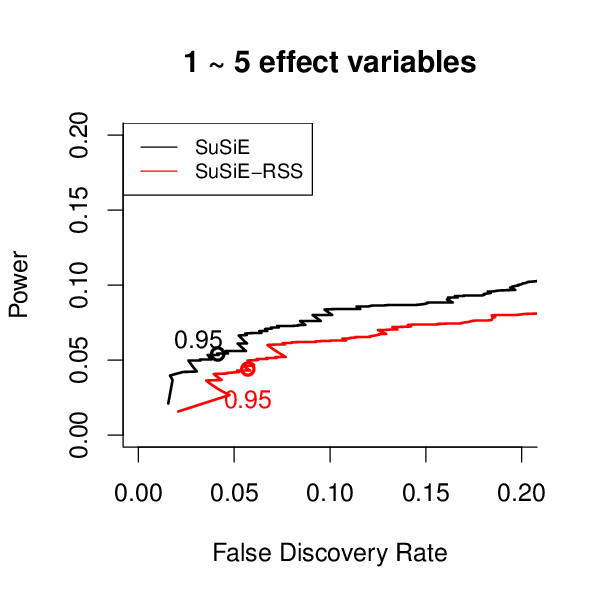 1 ~ 5 effect variables
SuSiE
SuSiE−RSS
Power
0.20
0.15
0.10
0.05
0.00
0.95
0.95
0.00 0.05 0.10 0.15 0.20
False Discovery Rate